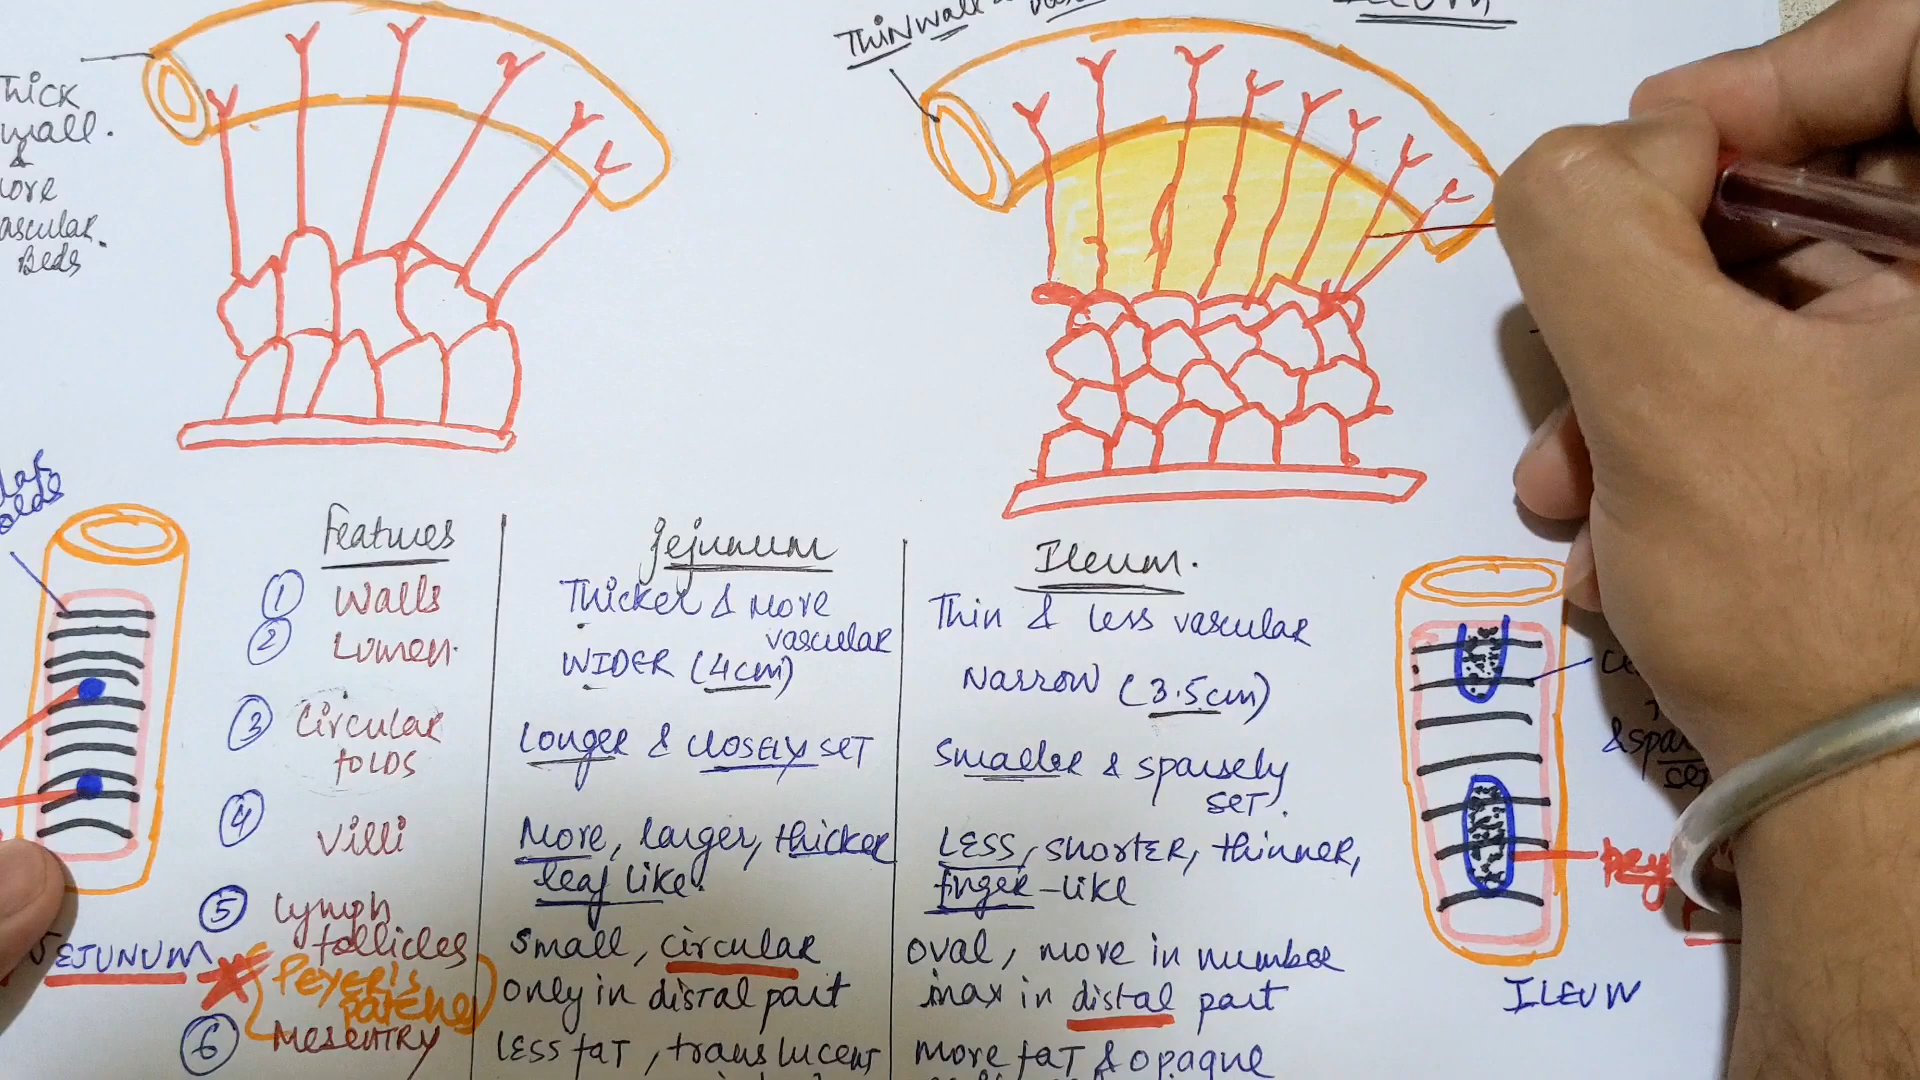 Thin wall
Thick
wall.
&
more
vascular
Beds
Features
Jejunum
Ileum.
1 Walls
Thicker & More
vascular
Thin & Less vascular
2 Lumen.
WIDER (4cm)
Narrow (3.5cm)
3 Circular
folds
Longer & closely set
Smaller & sparsely
set.
4 Villi
More, larger, thicker
leaf like.
LESS, shorter, thinner,
finger-like
5 Lymph
follicles
Peyer's
patches
small, circular
only in distal part
oval, more in number
max in distal part
6 Mesentry
Less fat, translucent
more fat & opaque
JEJUNUM
ILEUM